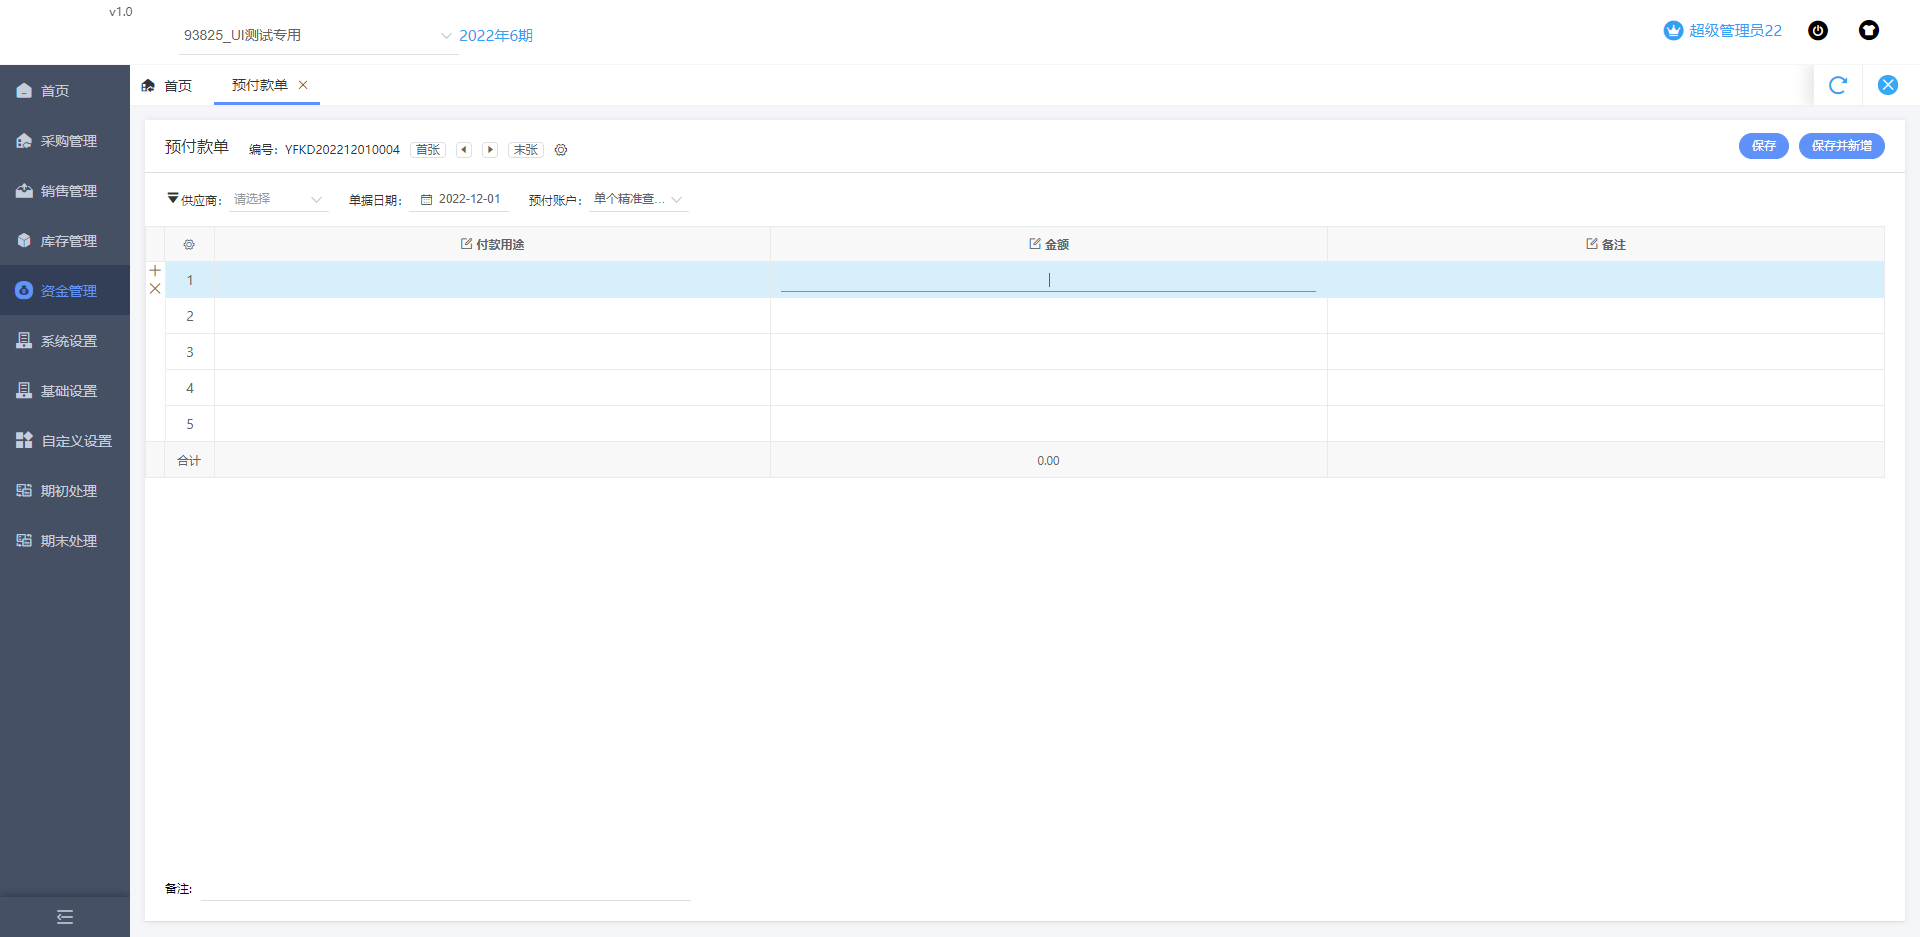 v1.0
93825_UI测试专用 2022年6期 超级管理员22
首页 预付款单
首页
采购管理
销售管理
库存管理
资金管理
系统设置
基础设置
自定义设置
期初处理
期末处理
预付款单 编号: YFKD202212010004 首张 末张 保存 保存并新增
供应商: 请选择 单据日期: 2022-12-01 预付账户: 单个精准查...
付款用途 金额 备注
1
2
3
4
5
合计 0.00
备注: